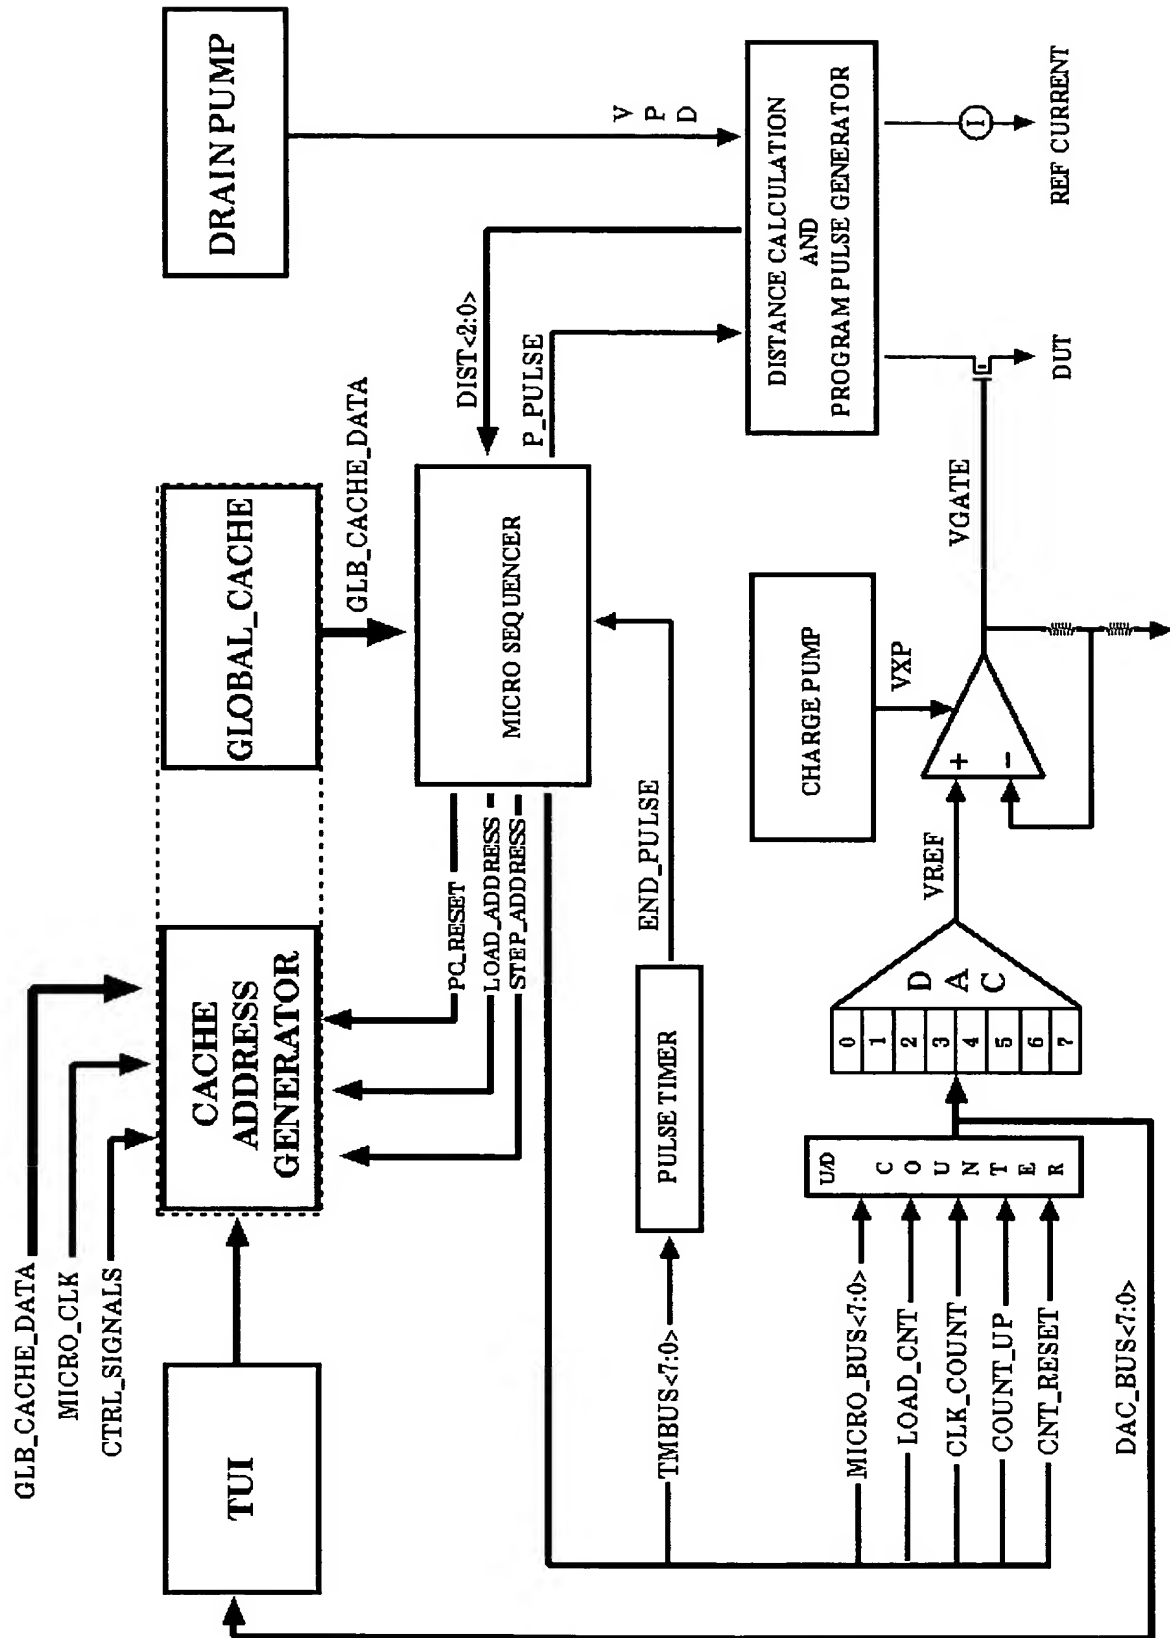 GLB_CACHE_DATA
MICRO_CLK
CTRL_SIGNALS
TUI
CACHE
ADDRESS
GENERATOR
GLOBAL_CACHE
GLB_CACHE_DATA
DRAIN PUMP
V
P
D
PC_RESET
LOAD_ADDRESS
STEP_ADDRESS
MICRO SEQUENCER
DIST<2:0>
P_PULSE
TMBUS<7:0>
PULSE TIMER
END_PULSE
DISTANCE CALCULATION
AND
PROGRAM PULSE GENERATOR
I
REF CURRENT
DUT
MICRO_BUS<7:0>
LOAD_CNT
CLK_COUNT
COUNT_UP
CNT_RESET
U/D
C
O
U
N
T
E
R
0
1
2
3
4
5
6
7
D
A
C
VREF
CHARGE PUMP
VXP
+
-
VGATE
DAC_BUS<7:0>